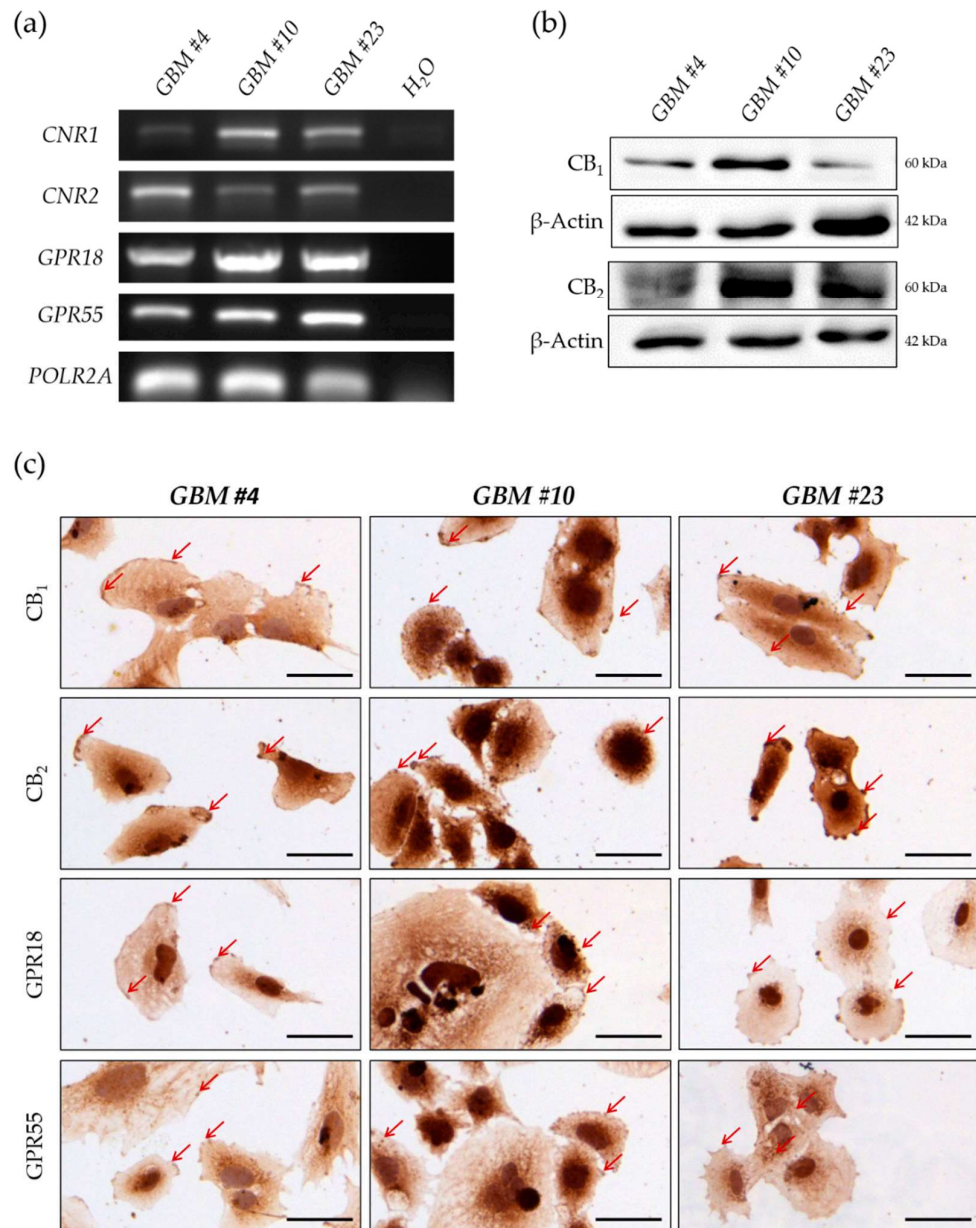 (a)
GBM #4 GBM #10 GBM #23 H₂O
CNR1
CNR2
GPR18
GPR55
POLR2A
(b)
GBM #4 GBM #10 GBM #23
CB₁ 60 kDa
β-Actin 42 kDa
CB₂ 60 kDa
β-Actin 42 kDa
(c)
GBM #4 GBM #10 GBM #23
CB₁
CB₂
GPR18
GPR55